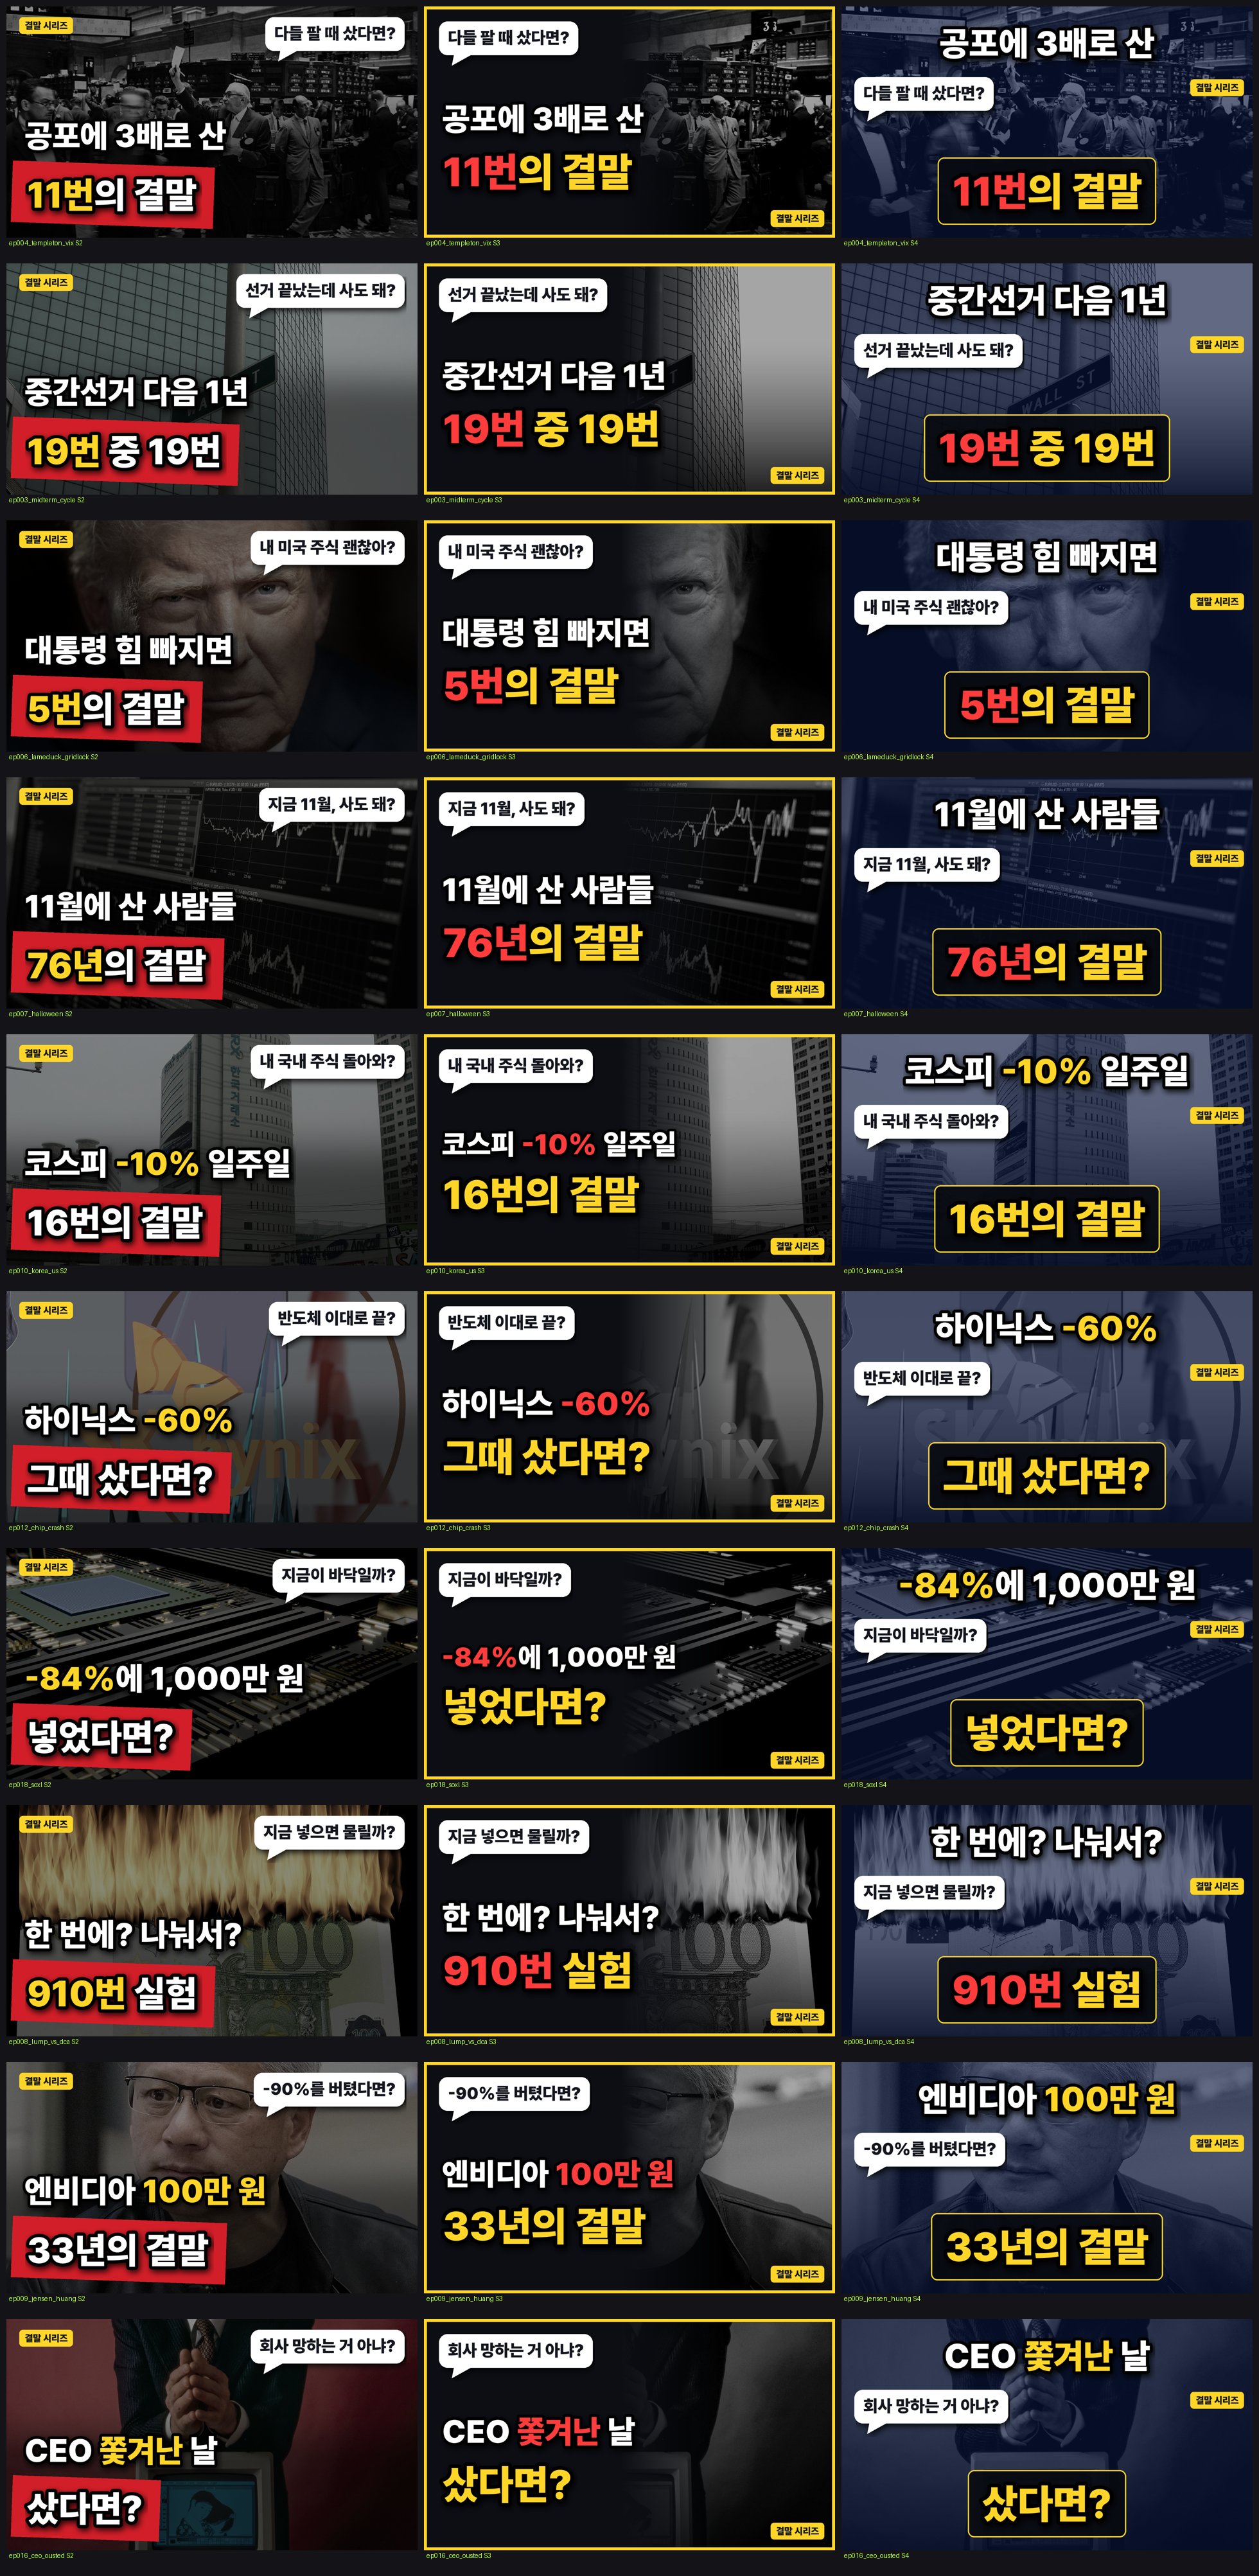 결말 시리즈
다들 팔 때 샀다면?
공포에 3배로 산
11번의 결말
ep004_templeton_vix S2
다들 팔 때 샀다면?
공포에 3배로 산
11번의 결말
결말 시리즈
ep004_templeton_vix S3
공포에 3배로 산
다들 팔 때 샀다면?
결말 시리즈
11번의 결말
ep004_templeton_vix S4
결말 시리즈
선거 끝났는데 사도 돼?
중간선거 다음 1년
19번 중 19번
ep003_midterm_cycle S2
선거 끝났는데 사도 돼?
중간선거 다음 1년
19번 중 19번
결말 시리즈
ep003_midterm_cycle S3
중간선거 다음 1년
선거 끝났는데 사도 돼?
결말 시리즈
WALL ST
19번 중 19번
ep003_midterm_cycle S4
결말 시리즈
내 미국 주식 괜찮아?
대통령 힘 빠지면
5번의 결말
ep006_lameduck_gridlock S2
내 미국 주식 괜찮아?
대통령 힘 빠지면
5번의 결말
결말 시리즈
ep006_lameduck_gridlock S3
대통령 힘 빠지면
내 미국 주식 괜찮아?
결말 시리즈
5번의 결말
ep006_lameduck_gridlock S4
결말 시리즈
지금 11월, 사도 돼?
11월에 산 사람들
76년의 결말
ep007_halloween S2
지금 11월, 사도 돼?
11월에 산 사람들
76년의 결말
결말 시리즈
ep007_halloween S3
11월에 산 사람들
지금 11월, 사도 돼?
결말 시리즈
76년의 결말
ep007_halloween S4
결말 시리즈
내 국내 주식 돌아와?
코스피 -10% 일주일
16번의 결말
ep010_korea_us S2
내 국내 주식 돌아와?
코스피 -10% 일주일
16번의 결말
결말 시리즈
ep010_korea_us S3
코스피 -10% 일주일
내 국내 주식 돌아와?
결말 시리즈
16번의 결말
ep010_korea_us S4
결말 시리즈
반도체 이대로 끝?
하이닉스 -60%
그때 샀다면?
ynix
ep012_chip_crash S2
반도체 이대로 끝?
하이닉스 -60%
그때 샀다면?
nix
결말 시리즈
ep012_chip_crash S3
하이닉스 -60%
반도체 이대로 끝?
결말 시리즈
그때 샀다면?
ep012_chip_crash S4
결말 시리즈
지금이 바닥일까?
-84%에 1,000만 원
넣었다면?
ep018_soxl S2
지금이 바닥일까?
-84%에 1,000만 원
넣었다면?
결말 시리즈
ep018_soxl S3
-84%에 1,000만 원
지금이 바닥일까?
결말 시리즈
넣었다면?
ep018_soxl S4
결말 시리즈
지금 넣으면 물릴까?
한 번에? 나눠서?
100
910번 실험
ep008_lump_vs_dca S2
지금 넣으면 물릴까?
한 번에? 나눠서?
100
910번 실험
결말 시리즈
ep008_lump_vs_dca S3
한 번에? 나눠서?
지금 넣으면 물릴까?
결말 시리즈
100
910번 실험
ep008_lump_vs_dca S4
결말 시리즈
-90%를 버텼다면?
엔비디아 100만 원
33년의 결말
ep009_jensen_huang S2
-90%를 버텼다면?
엔비디아 100만 원
33년의 결말
결말 시리즈
ep009_jensen_huang S3
엔비디아 100만 원
-90%를 버텼다면?
결말 시리즈
33년의 결말
ep009_jensen_huang S4
결말 시리즈
회사 망하는 거 아냐?
CEO 쫓겨난 날
샀다면?
ep016_ceo_ousted S2
회사 망하는 거 아냐?
CEO 쫓겨난 날
샀다면?
결말 시리즈
ep016_ceo_ousted S3
CEO 쫓겨난 날
회사 망하는 거 아냐?
결말 시리즈
샀다면?
ep016_ceo_ousted S4